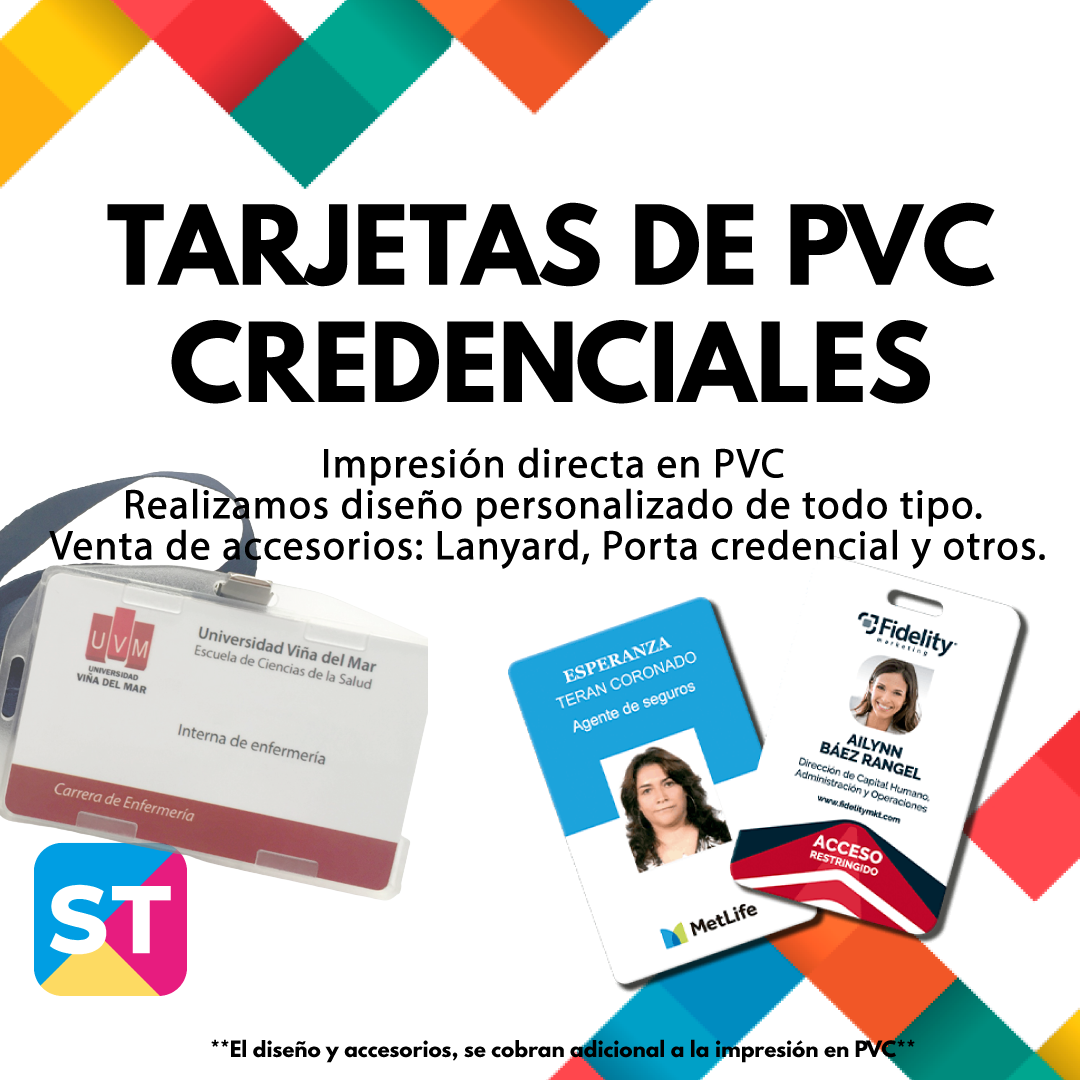 TARJETAS DE PVC
CREDENCIALES
Impresión directa en PVC
Realizamos diseño personalizado de todo tipo.
Venta de accesorios: Lanyard, Porta credencial y otros.
UVM
UNIVERSIDAD
VIÑA DEL MAR
Universidad Viña del Mar
Escuela de Ciencias de la Salud
Interna de enfermería
Carrera de Enfermería
ESPERANZA
TERAN CORONADO
Agente de seguros
MetLife
Fidelity
marketing
AILYNN
BÁEZ RANGEL
Dirección de Capital Humano,
Administración y Operaciones
www.fidelitymkt.com
ACCESO
RESTRINGIDO
ST
**El diseño y accesorios, se cobran adicional a la impresión en PVC**